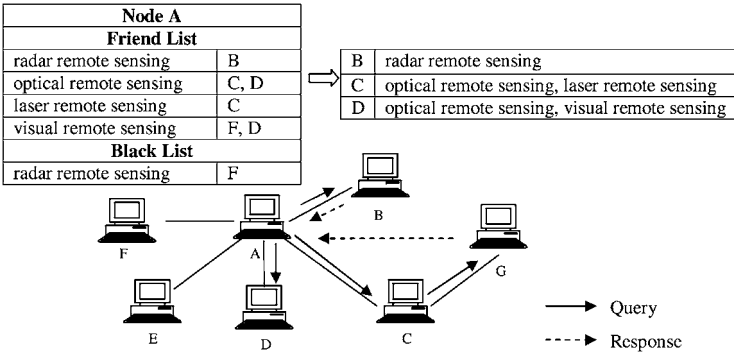 Node A
Friend List
radar remote sensing B
optical remote sensing C, D
laser remote sensing C
visual remote sensing F, D
Black List
radar remote sensing F
B radar remote sensing
C optical remote sensing, laser remote sensing
D optical remote sensing, visual remote sensing
B
F
A
G
E
D
C
Query
Response